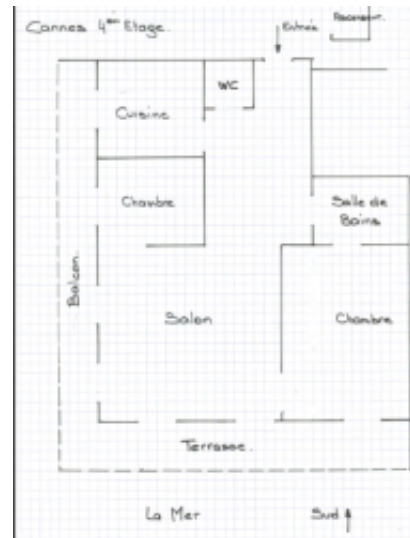 Cannes 4ème Etage.
Entrée
Ascenseur
WC
Cuisine
Chambre
Salle de
Bains
Balcon
Salon
Chambre
Terrasse.
La Mer
Sud